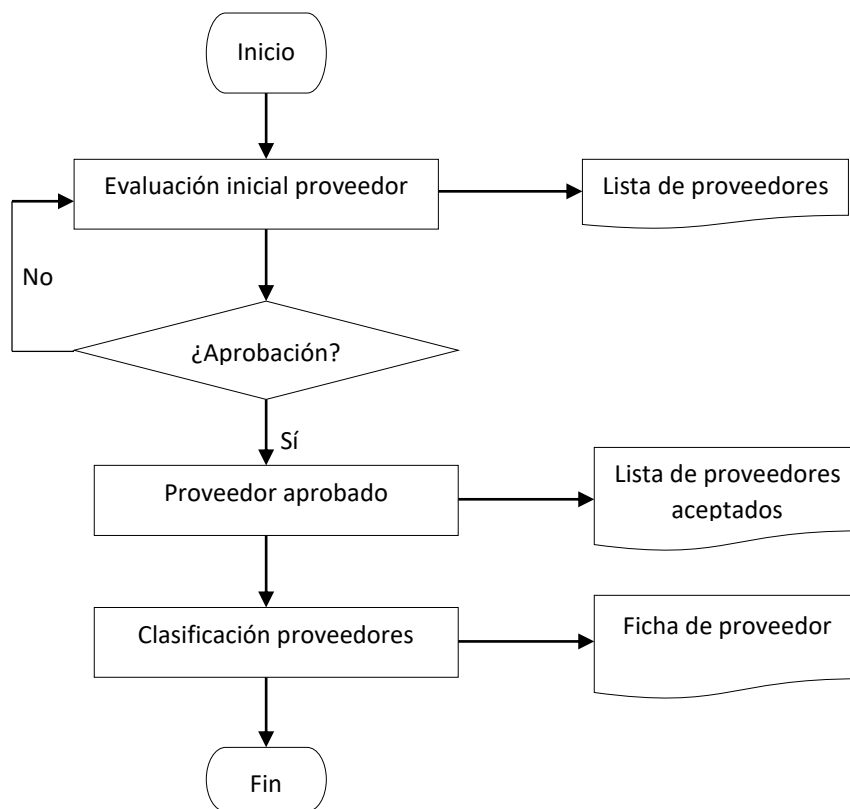 Inicio
Evaluación inicial proveedor
Lista de proveedores
No
¿Aprobación?
Sí
Proveedor aprobado
Lista de proveedores
aceptados
Clasificación proveedores
Ficha de proveedor
Fin